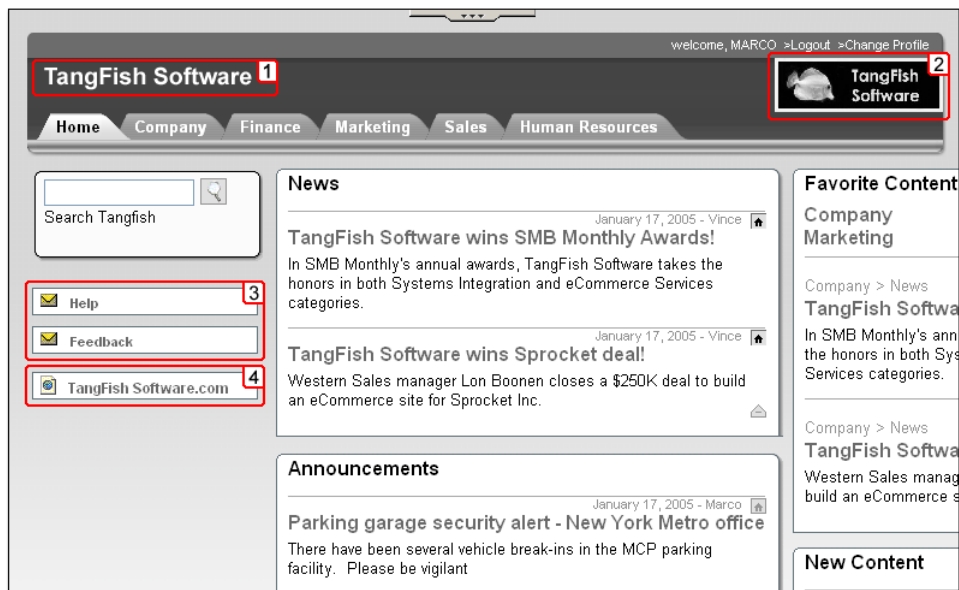 welcome, MARCO >Logout >Change Profile
TangFish Software 1
2
TangFish
Software
Home Company Finance Marketing Sales Human Resources
Search Tangfish
3
Help
Feedback
4
TangFish Software.com
News
January 17, 2005 - Vince
TangFish Software wins SMB Monthly Awards!
In SMB Monthly's annual awards, TangFish Software takes the
honors in both Systems Integration and eCommerce Services
categories.
January 17, 2005 - Vince
TangFish Software wins Sprocket deal!
Western Sales manager Lon Boonen closes a $250K deal to build
an eCommerce site for Sprocket Inc.
Announcements
January 17, 2005 - Marco
Parking garage security alert - New York Metro office
There have been several vehicle break-ins in the MCP parking
facility. Please be vigilant
Favorite Content
Company
Marketing
Company > News
TangFish Softwa
In SMB Monthly's ann
the honors in both Sys
Services categories.
Company > News
TangFish Softwa
Western Sales manag
build an eCommerce s
New Content